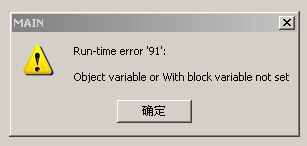 MAIN
Run-time error '91':
Object variable or With block variable not set
确定